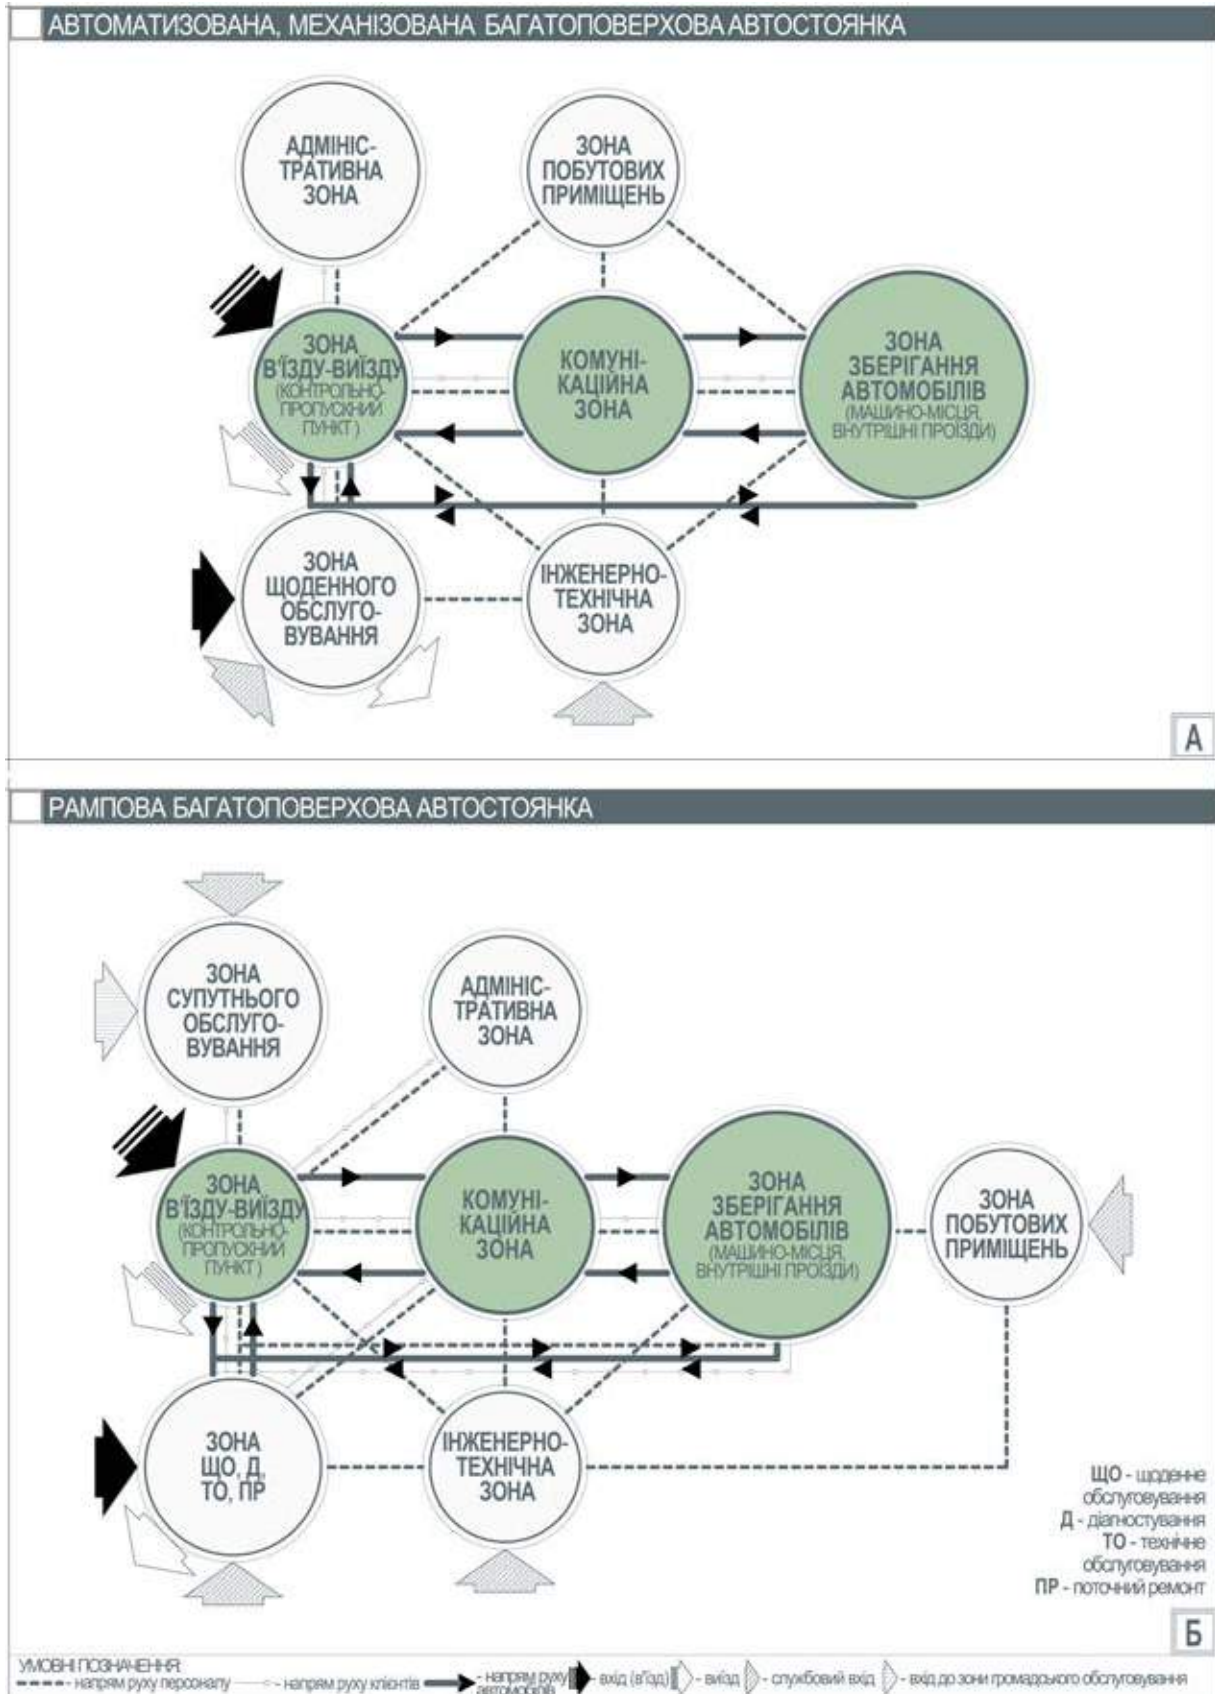 АВТОМАТИЗОВАНА, МЕХАНІЗОВАНА БАГАТОПОВЕРХОВА АВТОСТОЯНКА
АДМІНІС-
ТРАТИВНА
ЗОНА
ЗОНА
ПОБУТОВИХ
ПРИМІЩЕНЬ
ЗОНА
В'ЇЗДУ-ВИЇЗДУ
(КОНТРОЛЬНО-
ПРОПУСКНИЙ
ПУНКТ)
КОМУНІ-
КАЦІЙНА
ЗОНА
ЗОНА
ЗБЕРІГАННЯ
АВТОМОБІЛІВ
(МАШИНО-МІСЦЯ,
ВНУТРІШНІ ПРОЇЗДИ)
ЗОНА
ЩОДЕННОГО
ОБСЛУГО-
ВУВАННЯ
ІНЖЕНЕРНО-
ТЕХНІЧНА
ЗОНА
А
РАМПОВА БАГАТОПОВЕРХОВА АВТОСТОЯНКА
ЗОНА
СУПУТНЬОГО
ОБСЛУГО-
ВУВАННЯ
АДМІНІС-
ТРАТИВНА
ЗОНА
ЗОНА
В'ЇЗДУ-ВИЇЗДУ
(КОНТРОЛЬНО-
ПРОПУСКНИЙ
ПУНКТ)
КОМУНІ-
КАЦІЙНА
ЗОНА
ЗОНА
ЗБЕРІГАННЯ
АВТОМОБІЛІВ
(МАШИНО-МІСЦЯ,
ВНУТРІШНІ ПРОЇЗДИ)
ЗОНА
ПОБУТОВИХ
ПРИМІЩЕНЬ
ЗОНА
ЩО, Д,
ТО, ПР
ІНЖЕНЕРНО-
ТЕХНІЧНА
ЗОНА
ЩО - щоденне
обслуговування
Д - діагностування
ТО - технічне
обслуговування
ПР - поточний ремонт
Б
УМОВНІ ПОЗНАЧЕННЯ:
- напрям руху персоналу - напрям руху клієнтів - напрям руху автомобілів - вхід (в'їзд) - виїзд - службовий вхід - вхід до зони громадського обслуговування